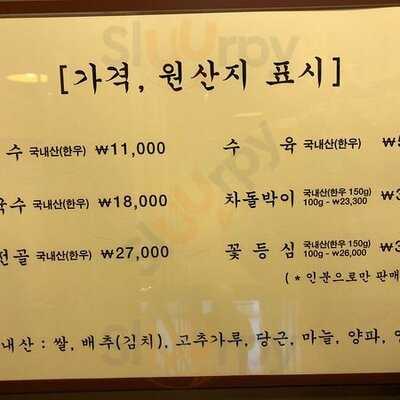 [가격, 원산지 표시]
수 국내산(한우) ₩11,000 수 육 국내산(한우)
국수 국내산(한우) ₩18,000 차돌박이 국내산(한우 150g) 100g - ₩23,300
전골 국내산(한우) ₩27,000 꽃 등 심 국내산(한우 150g) 100g - ₩26,000
( * 인분으로만 판매
내산 : 쌀, 배추(김치), 고추가루, 당근, 마늘, 양파,
Sluurpy